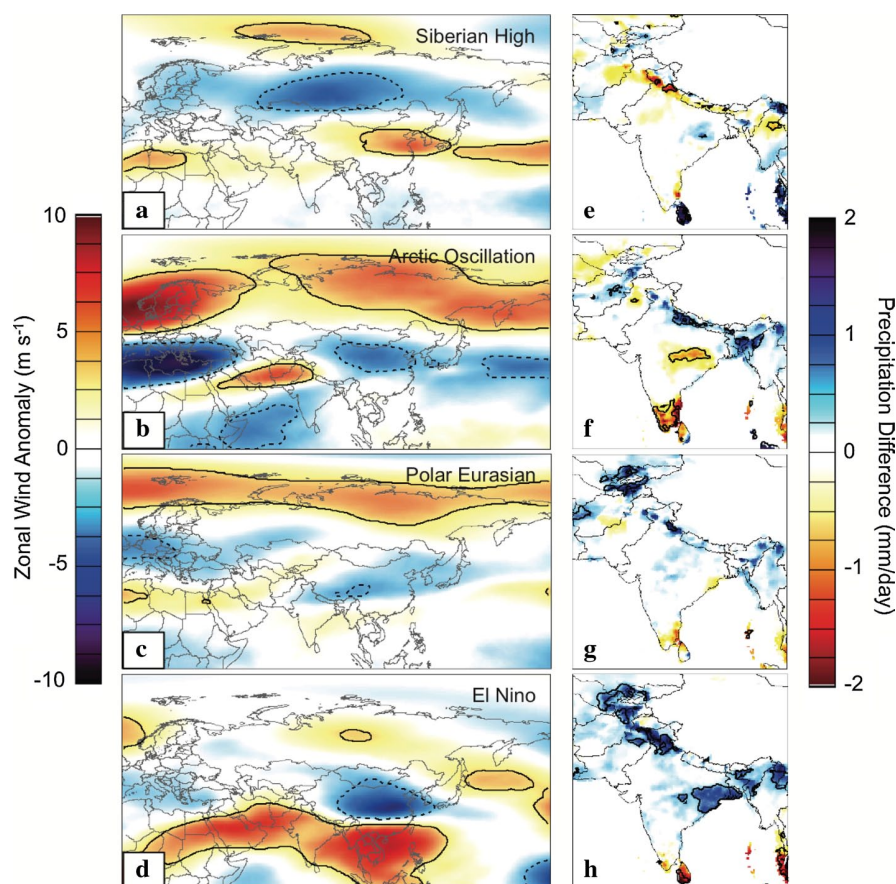 Siberian High
a
e
10
5
0
-5
-10
Zonal Wind Anomaly (m s⁻¹)
Arctic Oscillation
b
f
2
1
0
-1
-2
Precipitation Difference (mm/day)
Polar Eurasian
c
g
El Nino
d
h